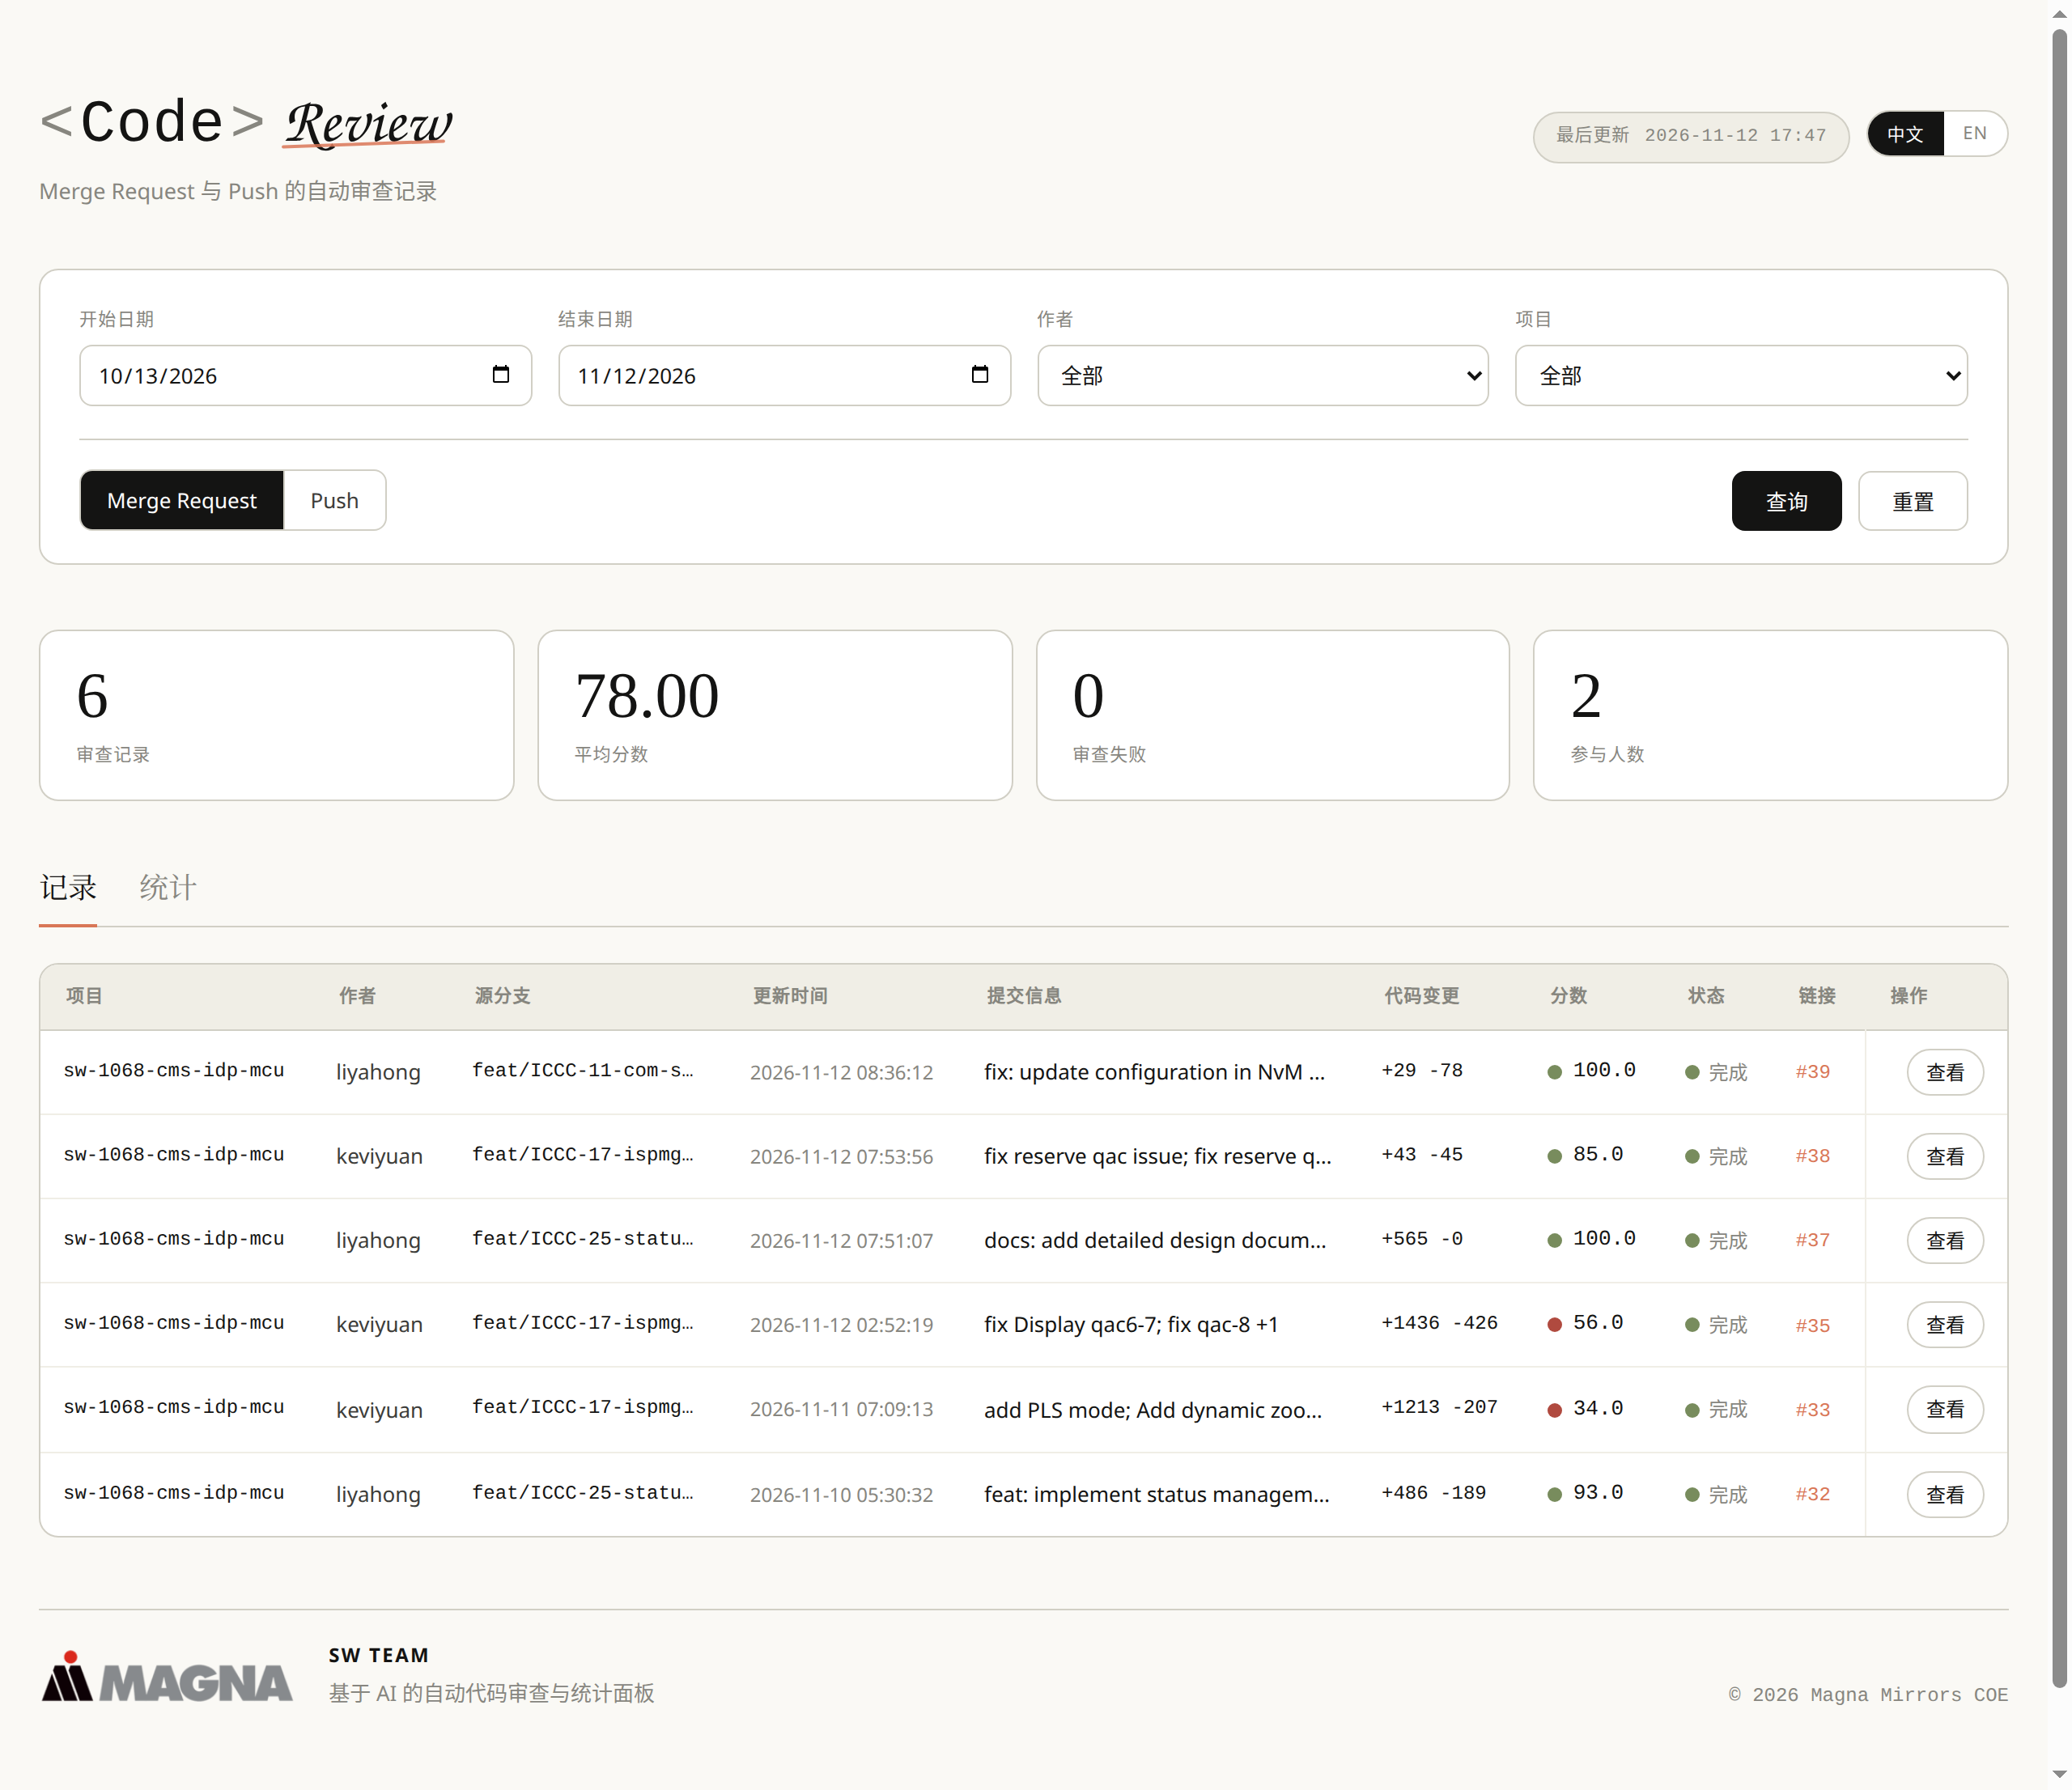 <Code> Review
最后更新 2026-11-12 17:47 中文 EN
Merge Request 与 Push 的自动审查记录
开始日期 结束日期 作者 项目
10/13/2026 11/12/2026 全部 全部
Merge Request Push 查询 重置
6 78.00 0 2
审查记录 平均分数 审查失败 参与人数
记录 统计
项目 作者 源分支 更新时间 提交信息 代码变更 分数 状态 链接 操作
sw-1068-cms-idp-mcu liyahong feat/ICCC-11-com-s… 2026-11-12 08:36:12 fix: update configuration in NvM ... +29 -78 100.0 完成 #39 查看
sw-1068-cms-idp-mcu keviyuan feat/ICCC-17-ispmg… 2026-11-12 07:53:56 fix reserve qac issue; fix reserve q... +43 -45 85.0 完成 #38 查看
sw-1068-cms-idp-mcu liyahong feat/ICCC-25-statu… 2026-11-12 07:51:07 docs: add detailed design docum... +565 -0 100.0 完成 #37 查看
sw-1068-cms-idp-mcu keviyuan feat/ICCC-17-ispmg… 2026-11-12 02:52:19 fix Display qac6-7; fix qac-8 +1 +1436 -426 56.0 完成 #35 查看
sw-1068-cms-idp-mcu keviyuan feat/ICCC-17-ispmg… 2026-11-11 07:09:13 add PLS mode; Add dynamic zoo... +1213 -207 34.0 完成 #33 查看
sw-1068-cms-idp-mcu liyahong feat/ICCC-25-statu… 2026-11-10 05:30:32 feat: implement status managem... +486 -189 93.0 完成 #32 查看
MAGNA
SW TEAM
基于 AI 的自动代码审查与统计面板
© 2026 Magna Mirrors COE